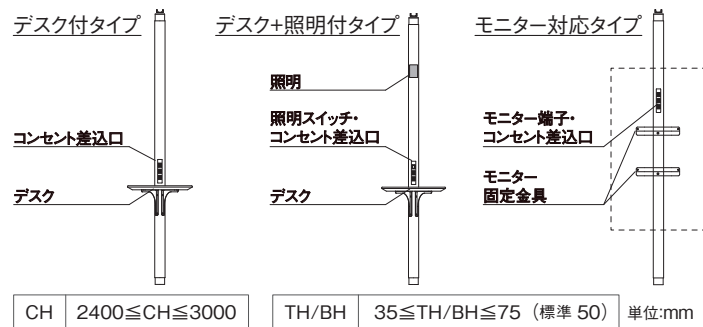 デスク付タイプ
コンセント差込口
デスク
デスク+照明付タイプ
照明
照明スイッチ・
コンセント差込口
デスク
モニター対応タイプ
モニター端子・
コンセント差込口
モニター
固定金具
CH 2400≦CH≦3000
TH/BH 35≦TH/BH≦75（標準 50） 単位:mm